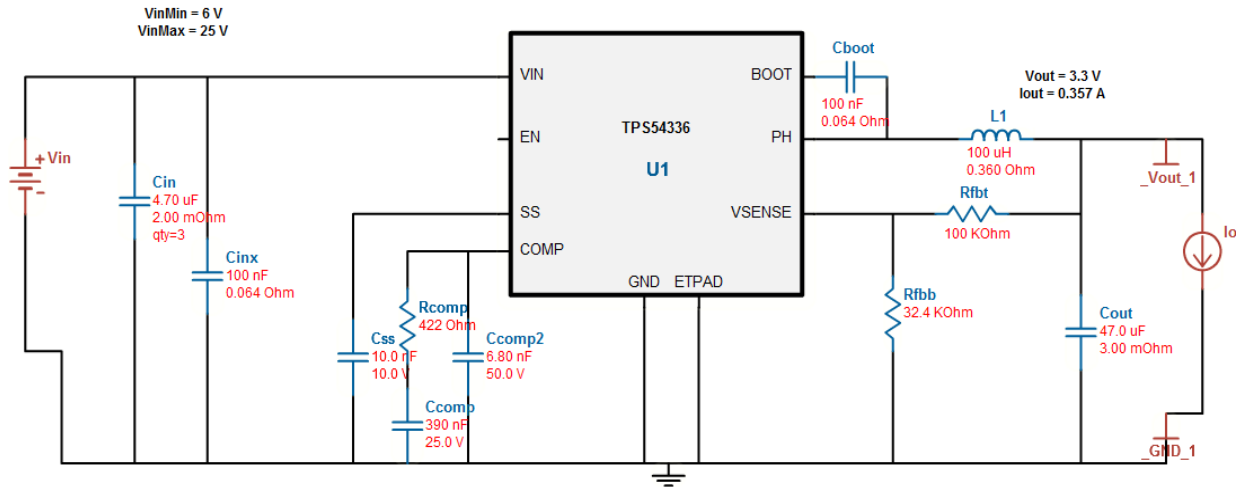 VinMin = 6 V
VinMax = 25 V
Vin
Cin
4.70 uF
2.00 mOhm
qty=3
Cinx
100 nF
0.064 Ohm
Css
10.0 nF
10.0 V
Rcomp
422 Ohm
Ccomp
390 nF
25.0 V
Ccomp2
6.80 nF
50.0 V
VIN
EN
SS
COMP
TPS54336
U1
BOOT
PH
VSENSE
GND ETPAD
Cboot
100 nF
0.064 Ohm
Vout = 3.3 V
Iout = 0.357 A
L1
100 uH
0.360 Ohm
Rfbt
100 KOhm
Rfbb
32.4 KOhm
Cout
47.0 uF
3.00 mOhm
_Vout_1
Io
_GND_1